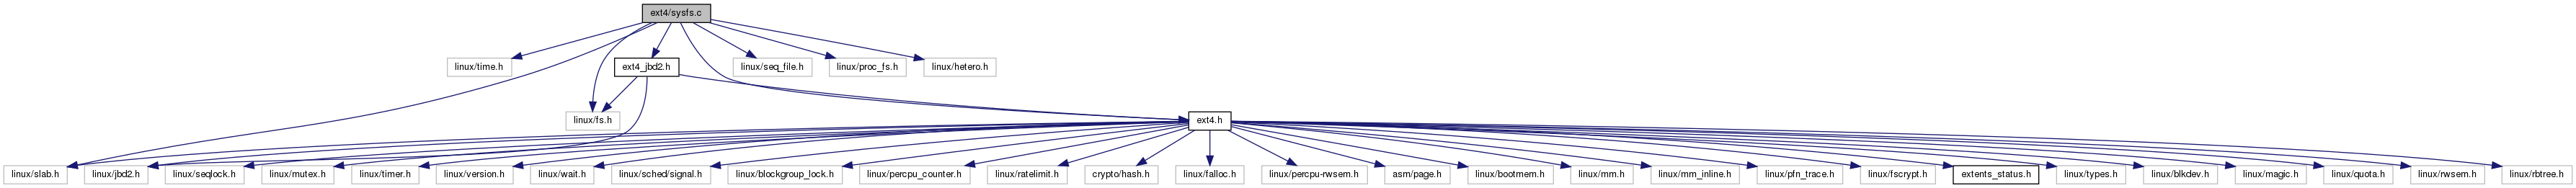 ext4/sysfs.c
linux/time.h
ext4_jbd2.h
linux/seq_file.h
linux/proc_fs.h
linux/hetero.h
linux/fs.h
ext4.h
linux/slab.h
linux/jbd2.h
linux/seqlock.h
linux/mutex.h
linux/timer.h
linux/version.h
linux/wait.h
linux/sched/signal.h
linux/blockgroup_lock.h
linux/percpu_counter.h
linux/ratelimit.h
crypto/hash.h
linux/falloc.h
linux/percpu-rwsem.h
asm/page.h
linux/bootmem.h
linux/mm.h
linux/mm_inline.h
linux/pfn_trace.h
linux/fscrypt.h
extents_status.h
linux/types.h
linux/blkdev.h
linux/magic.h
linux/quota.h
linux/rwsem.h
linux/rbtree.h